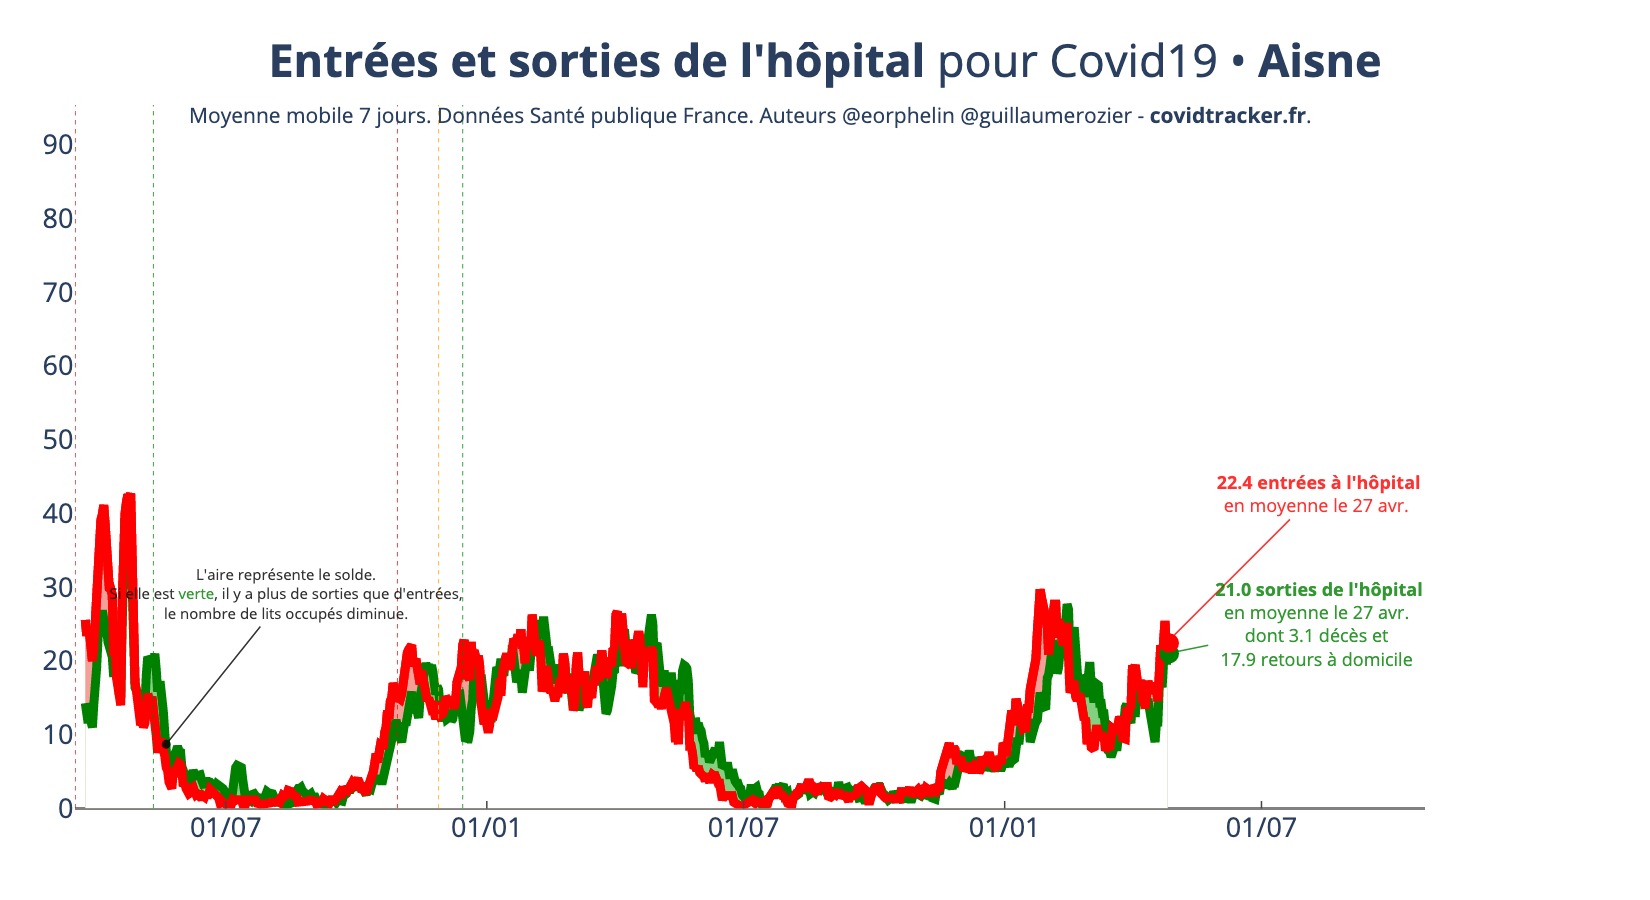 Entrées et sorties de l'hôpital pour Covid19 • Aisne
Moyenne mobile 7 jours. Données Santé publique France. Auteurs @eorphelin @guillaumerozier - covidtracker.fr.
90
80
70
60
50
40
30
20
10
0
22.4 entrées à l'hôpital
en moyenne le 27 avr.
L'aire représente le solde.
Si elle est verte, il y a plus de sorties que d'entrées,
le nombre de lits occupés diminue.
21.0 sorties de l'hôpital
en moyenne le 27 avr.
dont 3.1 décès et
17.9 retours à domicile
01/07 01/01 01/07 01/01 01/07